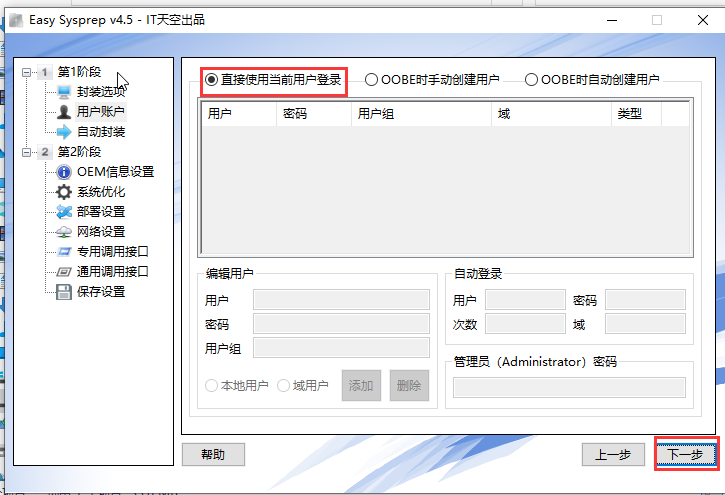 Easy Sysprep v4.5 - IT天空出品
1 第1阶段
封装选项
用户账户
自动封装
2 第2阶段
OEM信息设置
系统优化
部署设置
网络设置
专用调用接口
通用调用接口
保存设置
直接使用当前用户登录 OOBE时手动创建用户 OOBE时自动创建用户
用户 密码 用户组 域 类型
编辑用户
用户
密码
用户组
本地用户 域用户 添加 删除
自动登录
用户 密码
次数 域
管理员（Administrator）密码
帮助 上一步 下一步